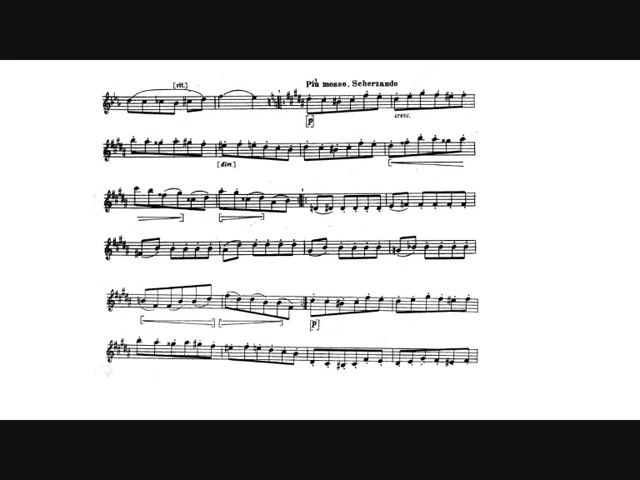 [rit.] Più mosso, Scherzando
[p] cresc.
[dim.]
[p]